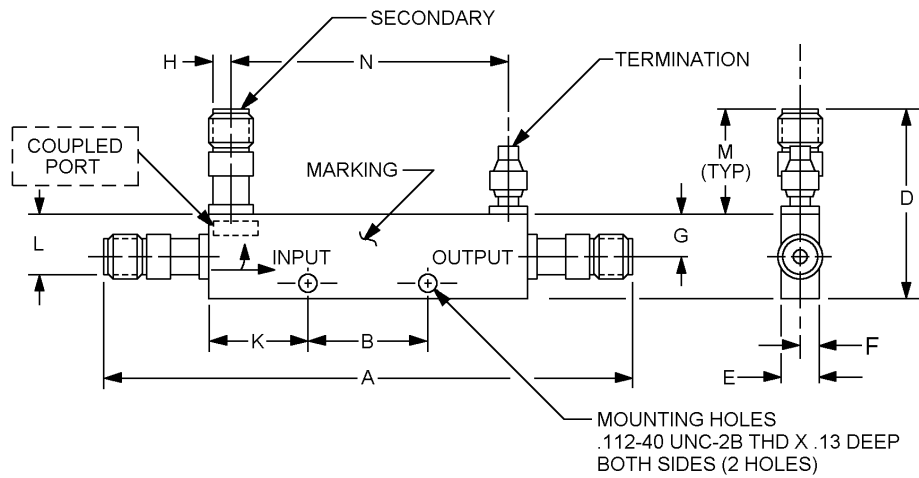 SECONDARY
H
N
TERMINATION
COUPLED
PORT
MARKING
M
(TYP)
D
L
G
INPUT
OUTPUT
K
B
F
A
E
MOUNTING HOLES
.112-40 UNC-2B THD X .13 DEEP
BOTH SIDES (2 HOLES)